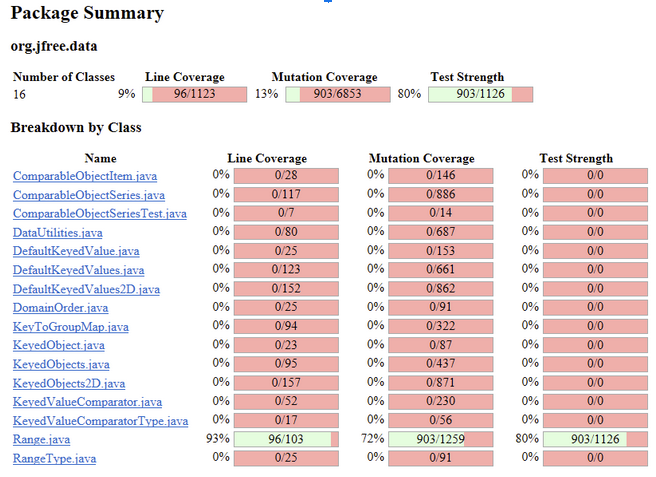 Package Summary
org.jfree.data
Number of Classes Line Coverage Mutation Coverage Test Strength
16 9% 96/1123 13% 903/6853 80% 903/1126
Breakdown by Class
Name Line Coverage Mutation Coverage Test Strength
ComparableObjectItem.java 0% 0/28 0% 0/146 0% 0/0
ComparableObjectSeries.java 0% 0/117 0% 0/886 0% 0/0
ComparableObjectSeriesTest.java 0% 0/7 0% 0/14 0% 0/0
DataUtilities.java 0% 0/80 0% 0/687 0% 0/0
DefaultKeyedValue.java 0% 0/25 0% 0/153 0% 0/0
DefaultKeyedValues.java 0% 0/123 0% 0/661 0% 0/0
DefaultKeyedValues2D.java 0% 0/152 0% 0/862 0% 0/0
DomainOrder.java 0% 0/25 0% 0/91 0% 0/0
KeyToGroupMap.java 0% 0/94 0% 0/322 0% 0/0
KeyedObject.java 0% 0/23 0% 0/87 0% 0/0
KeyedObjects.java 0% 0/95 0% 0/437 0% 0/0
KeyedObjects2D.java 0% 0/157 0% 0/871 0% 0/0
KeyedValueComparator.java 0% 0/52 0% 0/230 0% 0/0
KeyedValueComparatorType.java 0% 0/17 0% 0/56 0% 0/0
Range.java 93% 96/103 72% 903/1259 80% 903/1126
RangeType.java 0% 0/25 0% 0/91 0% 0/0